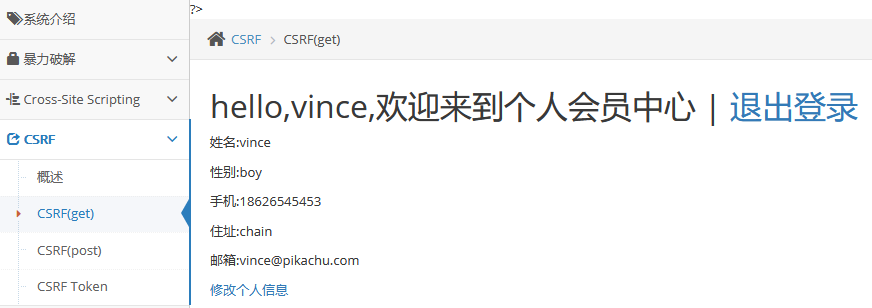 系统介绍
暴力破解
Cross-Site Scripting
CSRF
概述
CSRF(get)
CSRF(post)
CSRF Token
?>
CSRF > CSRF(get)
hello,vince,欢迎来到个人会员中心 | 退出登录
姓名:vince
性别:boy
手机:18626545453
住址:chain
邮箱:vince@pikachu.com
修改个人信息